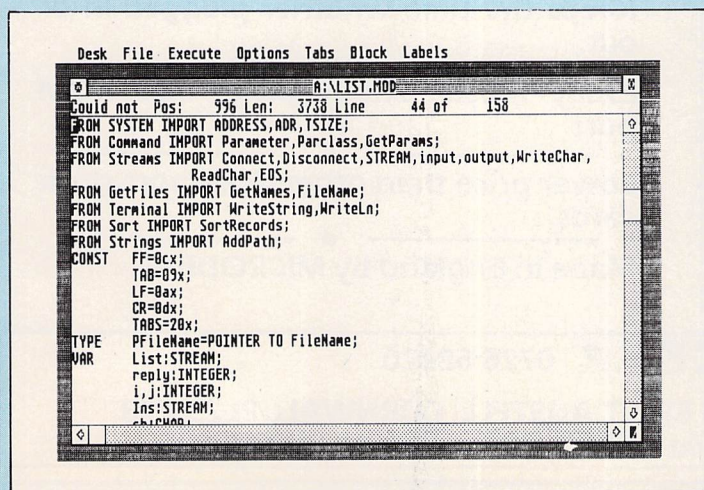 Desk File Execute Options Tabs Block Labels
A:\LIST.MOD
Could not Pos: 996 Len: 3738 Line 44 of 158
FROM SYSTEM IMPORT ADDRESS,ADR,TSIZE;
FROM Command IMPORT Parameter,Parclass,GetParams;
FROM Streams IMPORT Connect,Disconnect,STREAM,input,output,WriteChar,
ReadChar,EOS;
FROM GetFiles IMPORT GetNames,FileName;
FROM Terminal IMPORT WriteString,WriteLn;
FROM Sort IMPORT SortRecords;
FROM Strings IMPORT AddPath;
CONST FF=0cx;
TAB=09x;
LF=0ax;
CR=0dx;
TABS=20x;
TYPE PFileName=POINTER TO FileName;
VAR List:STREAM;
reply:INTEGER;
i,j:INTEGER;
Ins:STREAM;